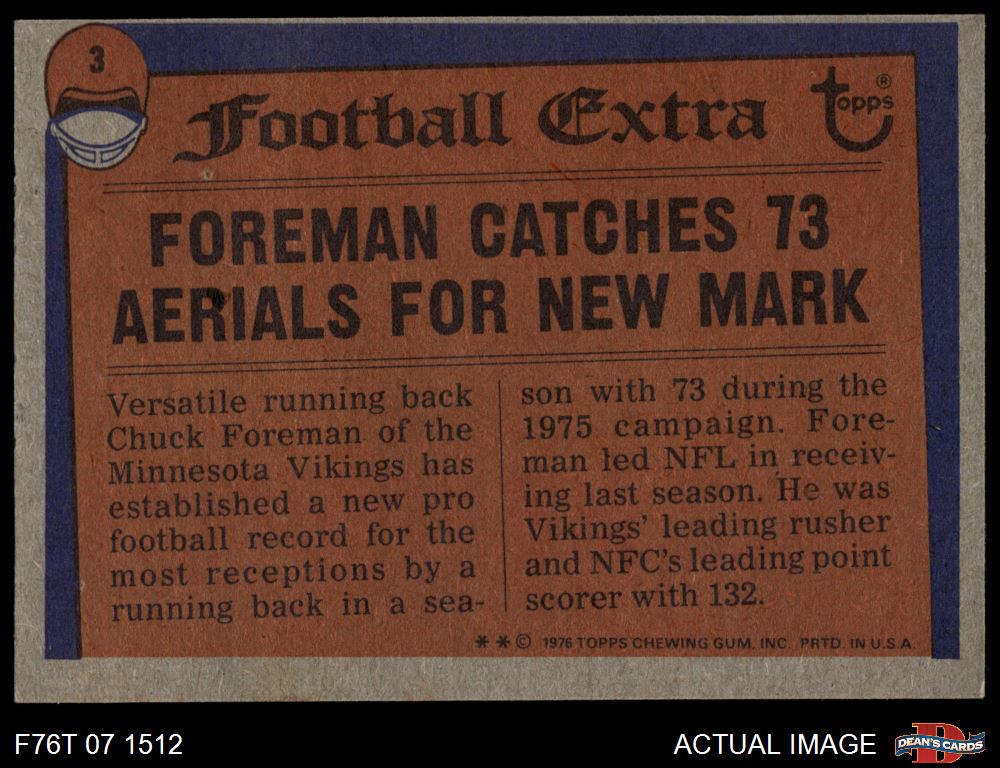 3
Football Extra
topps®
FOREMAN CATCHES 73
AERIALS FOR NEW MARK
Versatile running back
Chuck Foreman of the
Minnesota Vikings has
established a new pro
football record for the
most receptions by a
running back in a sea-
son with 73 during the
1975 campaign. Fore-
man led NFL in receiv-
ing last season. He was
Vikings' leading rusher
and NFC's leading point
scorer with 132.
** © 1976 TOPPS CHEWING GUM, INC. PRTD. IN U.S.A.
F76T 07 1512
ACTUAL IMAGE
D
DEAN'S CARDS